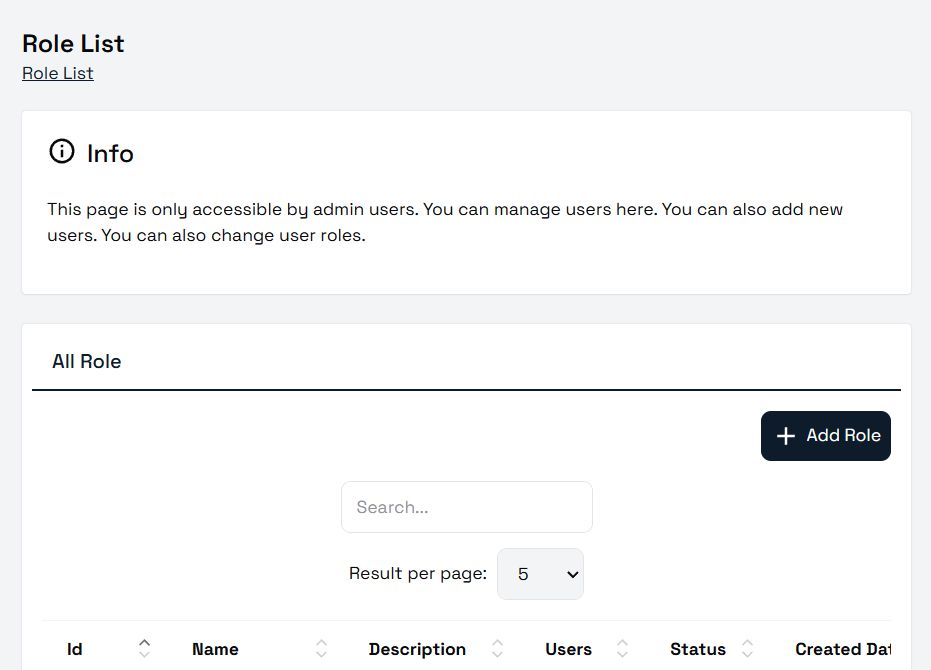 Role List
Role List
Info
This page is only accessible by admin users. You can manage users here. You can also add new
users. You can also change user roles.
All Role
Add Role
Search...
Result per page: 5
Id Name Description Users Status Created Dat